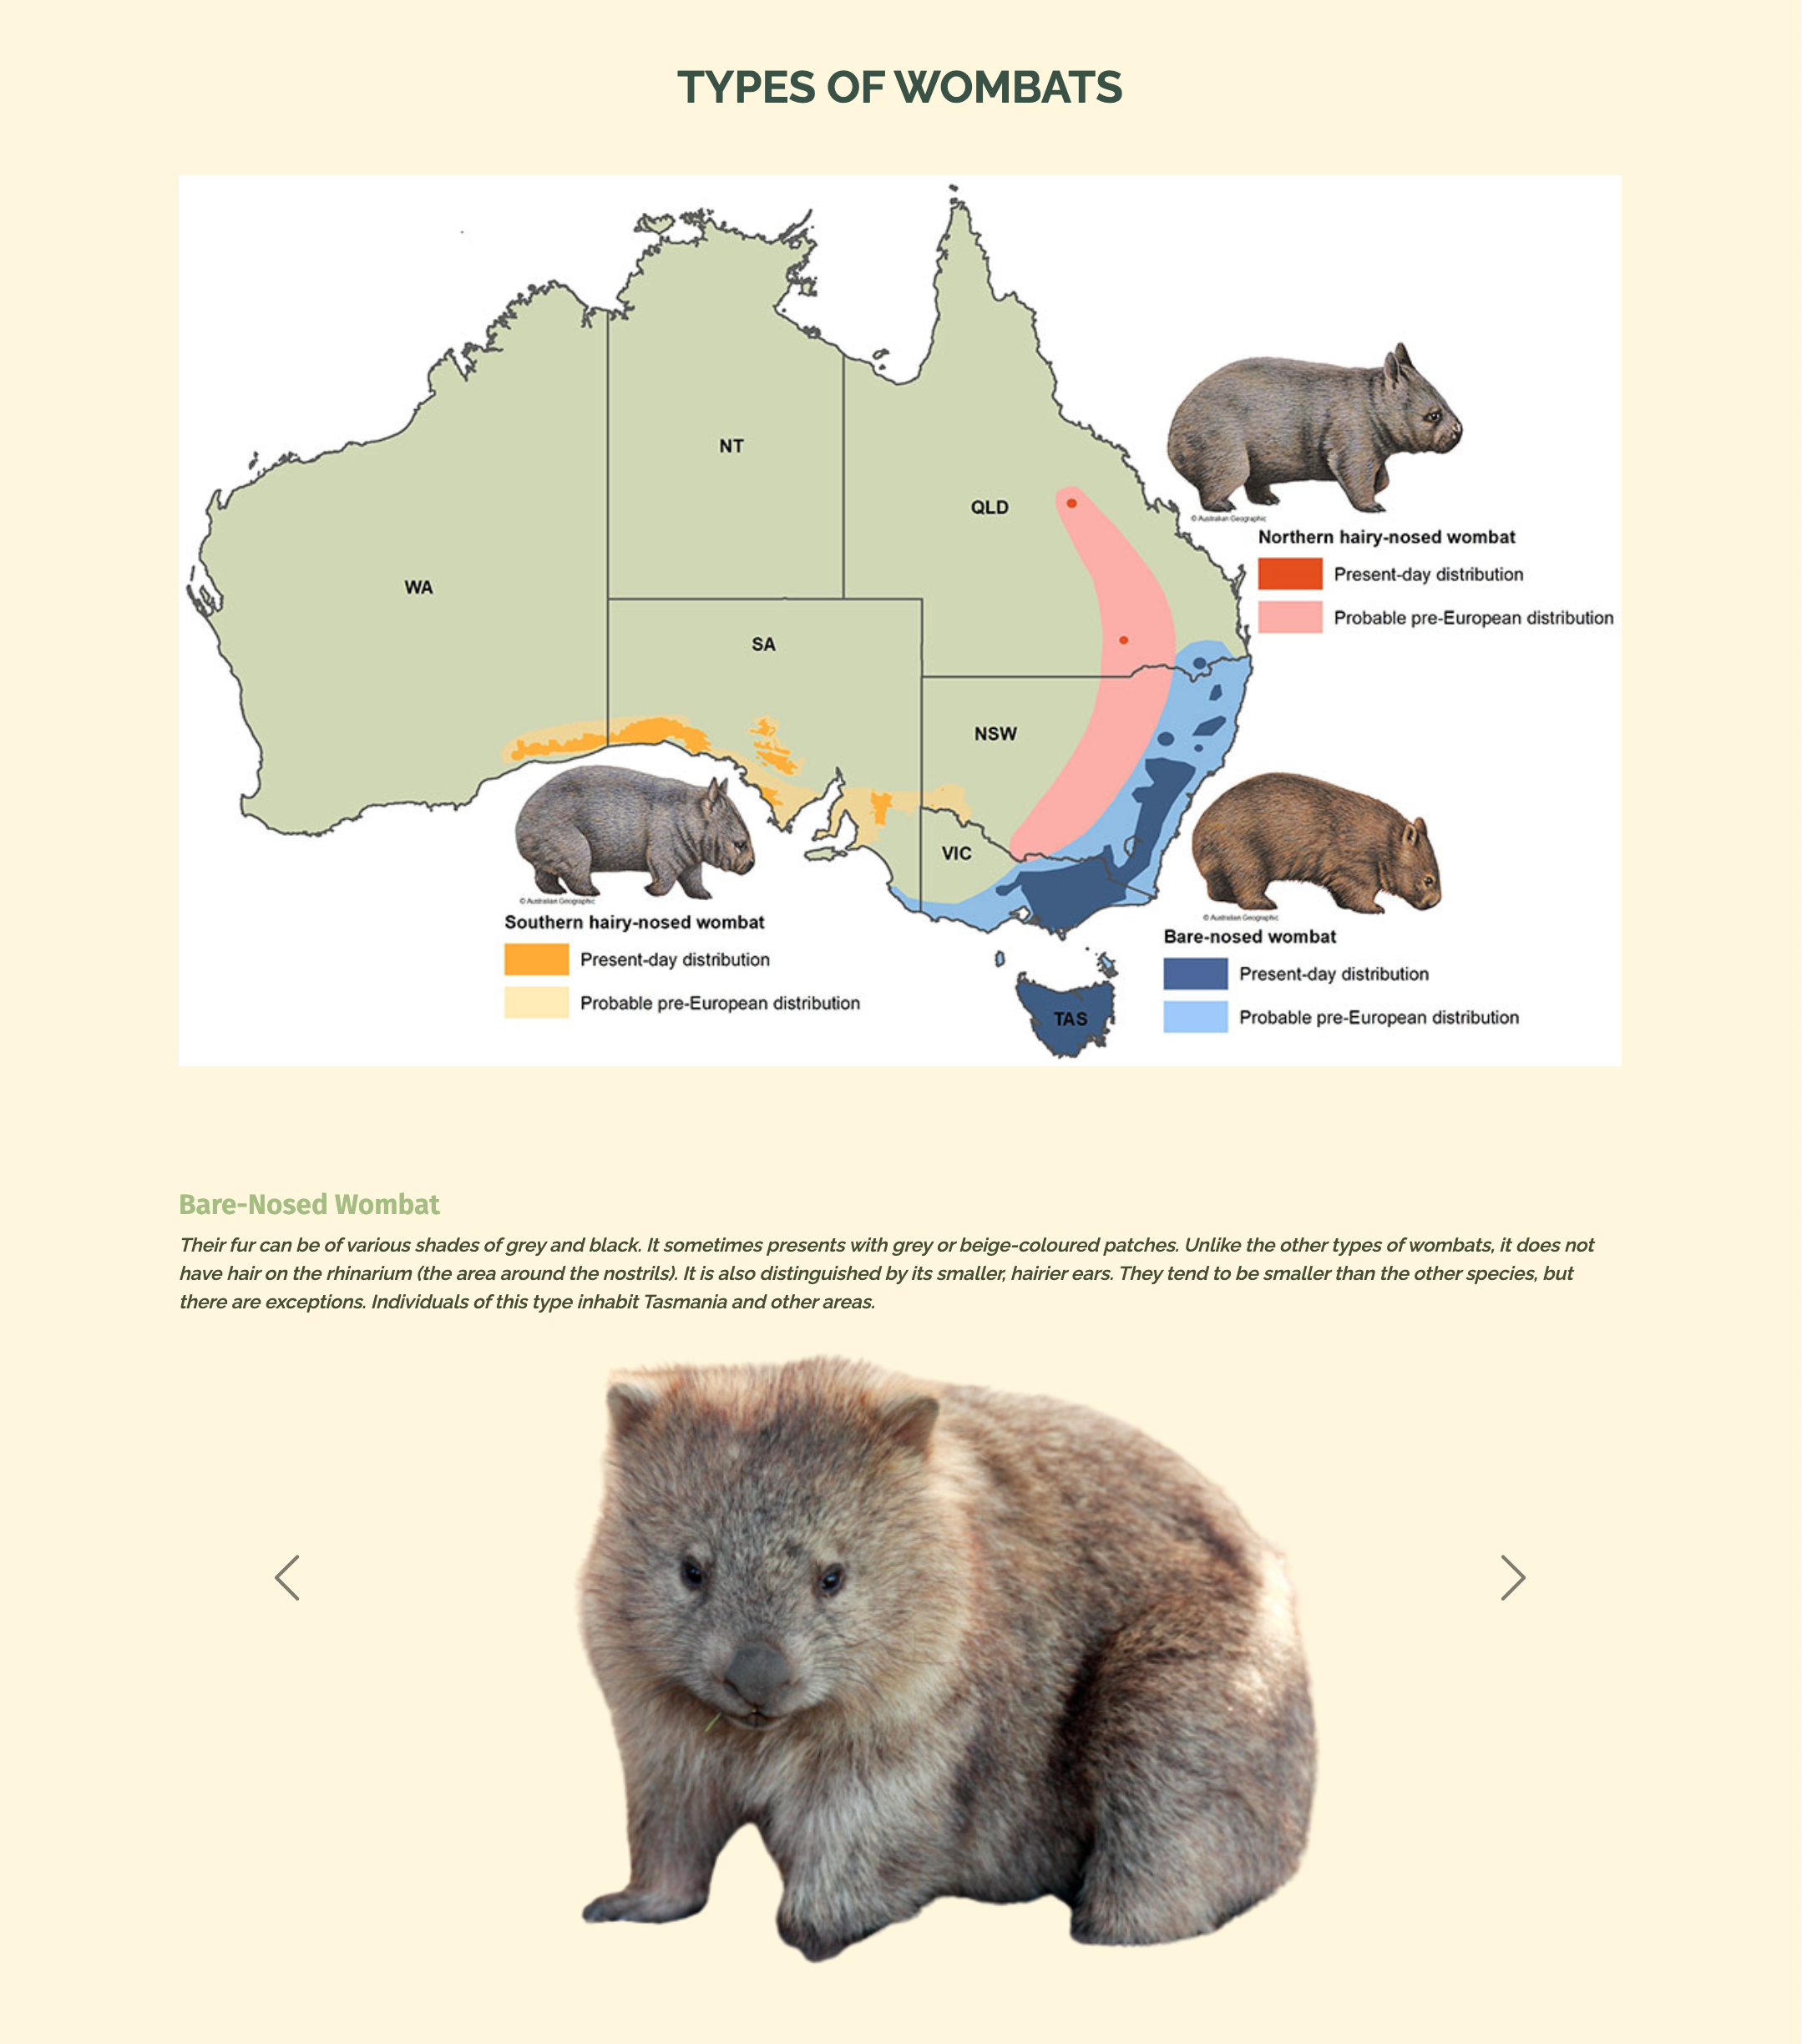 TYPES OF WOMBATS
NT
QLD
WA
SA
NSW
VIC
TAS
© Australian Geographic
Northern hairy-nosed wombat
Present-day distribution
Probable pre-European distribution
© Australian Geographic
Southern hairy-nosed wombat
Present-day distribution
Probable pre-European distribution
© Australian Geographic
Bare-nosed wombat
Present-day distribution
Probable pre-European distribution
Bare-Nosed Wombat
Their fur can be of various shades of grey and black. It sometimes presents with grey or beige-coloured patches. Unlike the other types of wombats, it does not
have hair on the rhinarium (the area around the nostrils). It is also distinguished by its smaller, hairier ears. They tend to be smaller than the other species, but
there are exceptions. Individuals of this type inhabit Tasmania and other areas.